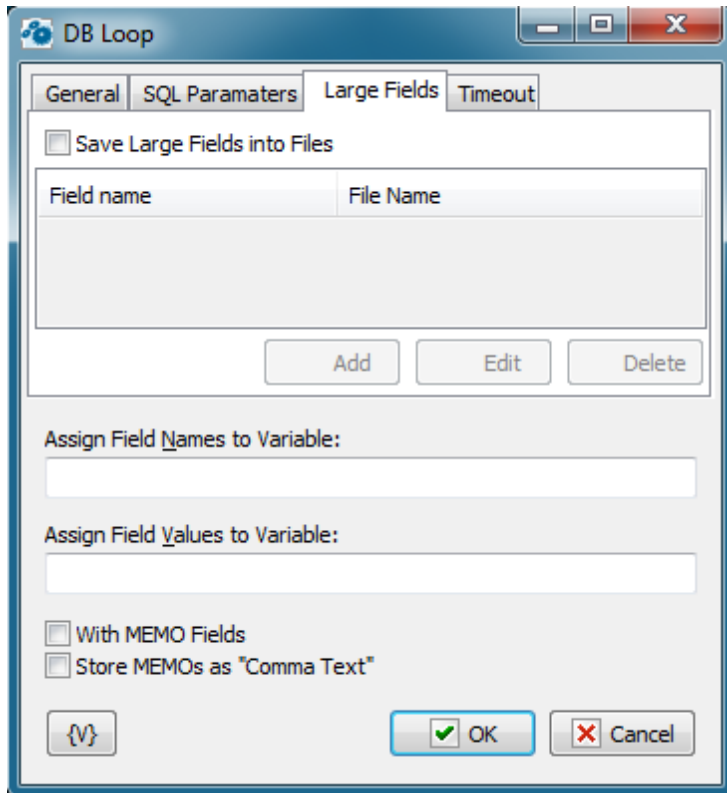 DB Loop
General SQL Paramaters Large Fields Timeout
Save Large Fields into Files
Field name File Name
Add Edit Delete
Assign Field Names to Variable:
Assign Field Values to Variable:
With MEMO Fields
Store MEMOs as "Comma Text"
{V} OK Cancel